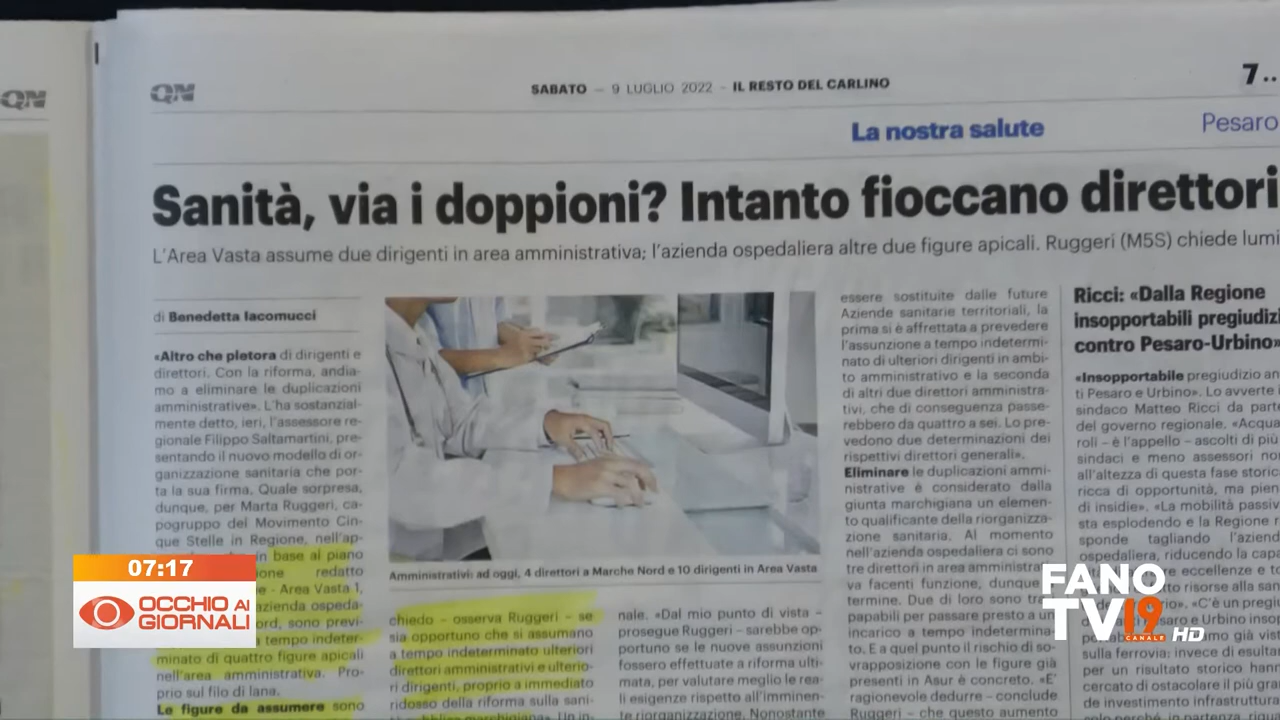 QN
QN
SABATO — 9 LUGLIO 2022 – IL RESTO DEL CARLINO
7..
La nostra salute
Pesaro
Sanità, via i doppioni? Intanto fioccano direttori
L'Area Vasta assume due dirigenti in area amministrativa; l'azienda ospedaliera altre due figure apicali. Ruggeri (M5S) chiede lumi
di Benedetta Iacomucci
«Altro che pletora di dirigenti e
direttori. Con la riforma, andia-
mo a eliminare le duplicazioni
amministrative». L'ha sostanzial-
mente detto, ieri, l'assessore re-
gionale Filippo Saltamartini, pre-
sentando il nuovo modello di or-
ganizzazione sanitaria che por-
ta la sua firma. Quale sorpresa,
dunque, per Marta Ruggeri, ca-
pogruppo del Movimento Cin-
que Stelle in Regione, nell'ap-
in base al piano
ione redatto
e - Area Vasta 1,
azienda ospeda-
ord, sono previ-
a tempo indeter-
minato di quattro figure apicali
nell'area amministrativa. Pro-
prio sul filo di lana.
Le figure da assumere sono
Amministrativi: ad oggi, 4 direttori a Marche Nord e 10 dirigenti in Area Vasta
chiedo – osserva Ruggeri – se
sia opportuno che si assumano
a tempo indeterminato ulteriori
direttori amministrativi e ulterio-
ri dirigenti, proprio a immediato
ridosso della riforma sulla sani-
marchigiana». Un in-
nale. «Dal mio punto di vista –
prosegue Ruggeri – sarebbe op-
portuno se le nuove assunzioni
fossero effettuate a riforma ulti-
mata, per valutare meglio le rea-
li esigenze rispetto all'imminen-
te riorganizzazione. Nonostante
essere sostituite dalle future
Aziende sanitarie territoriali, la
prima si è affrettata a prevedere
l'assunzione a tempo indetermi-
nato di ulteriori dirigenti in ambi-
to amministrativo e la seconda
di altri due direttori amministra-
tivi, che di conseguenza passe-
rebbero da quattro a sei. Lo pre-
vedono due determinazioni dei
rispettivi direttori generali».
Eliminare le duplicazioni ammi-
nistrative è considerato dalla
giunta marchigiana un elemen-
to qualificante della riorganizza-
zione sanitaria. Al momento
nell'azienda ospedaliera ci sono
tre direttori in area amministra
va facenti funzione, dunque
termine. Due di loro sono tra
papabili per passare presto a un
incarico a tempo indetermina-
to. E a quel punto il rischio di so-
vrapposizione con le figure già
presenti in Asur è concreto. «E'
ragionevole dedurre – conclude
Ruggeri – che questo aumento
Ricci: «Dalla Regione
insopportabili pregiudizi
contro Pesaro-Urbino»
«Insopportabile pregiudizio an
ti Pesaro e Urbino». Lo avverte
sindaco Matteo Ricci da parte
del governo regionale. «Acqua
roli – è l'appello – ascolti di più
sindaci e meno assessori non
all'altezza di questa fase storica
ricca di opportunità, ma pien
di insidie». «La mobilità passiv
sta esplodendo e la Regione r
sponde tagliando l'aziend
ospedaliera, riducendo la capa
eccellenze e to
risorse alla san
«C'è un pregi
saro e Urbino insop
mo già vist
sulla ferrovia: invece di esultar
per un risultato storico hann
cercato di ostacolare il più gran
de investimento infrastruttura
07:17
OCCHIO AI
GIORNALI
FANO
TV19
CANALE HD